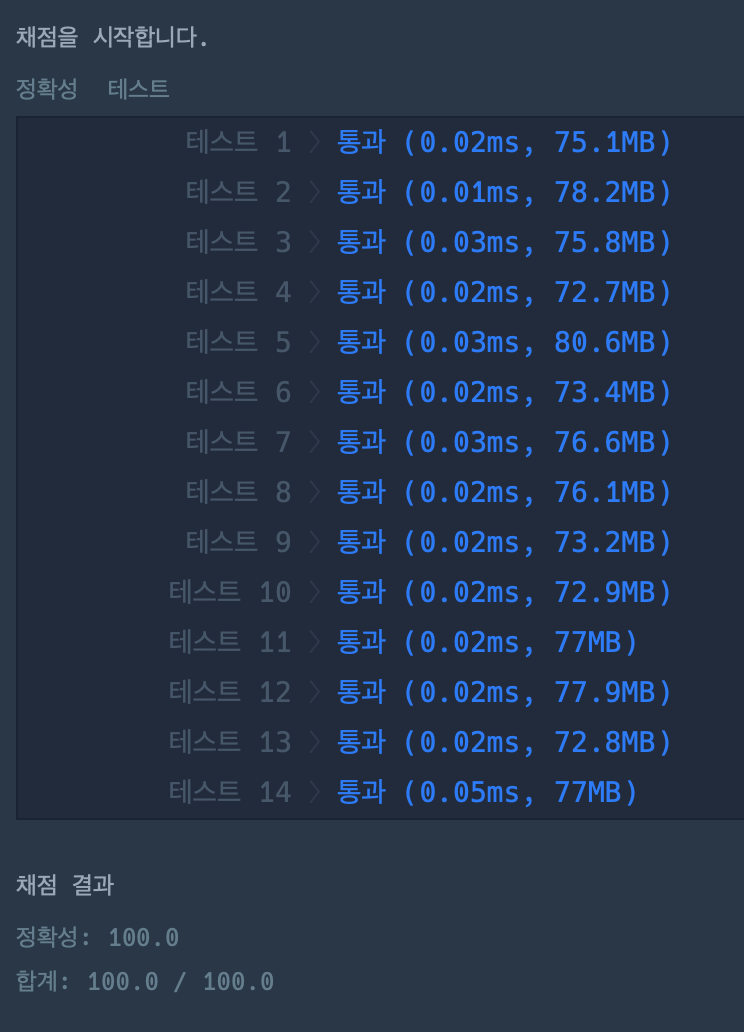 채점을 시작합니다.
정확성 테스트
테스트 1 〉 통과 (0.02ms, 75.1MB)
테스트 2 〉 통과 (0.01ms, 78.2MB)
테스트 3 〉 통과 (0.03ms, 75.8MB)
테스트 4 〉 통과 (0.02ms, 72.7MB)
테스트 5 〉 통과 (0.03ms, 80.6MB)
테스트 6 〉 통과 (0.02ms, 73.4MB)
테스트 7 〉 통과 (0.03ms, 76.6MB)
테스트 8 〉 통과 (0.02ms, 76.1MB)
테스트 9 〉 통과 (0.02ms, 73.2MB)
테스트 10 〉 통과 (0.02ms, 72.9MB)
테스트 11 〉 통과 (0.02ms, 77MB)
테스트 12 〉 통과 (0.02ms, 77.9MB)
테스트 13 〉 통과 (0.02ms, 72.8MB)
테스트 14 〉 통과 (0.05ms, 77MB)
채점 결과
정확성: 100.0
합계: 100.0 / 100.0